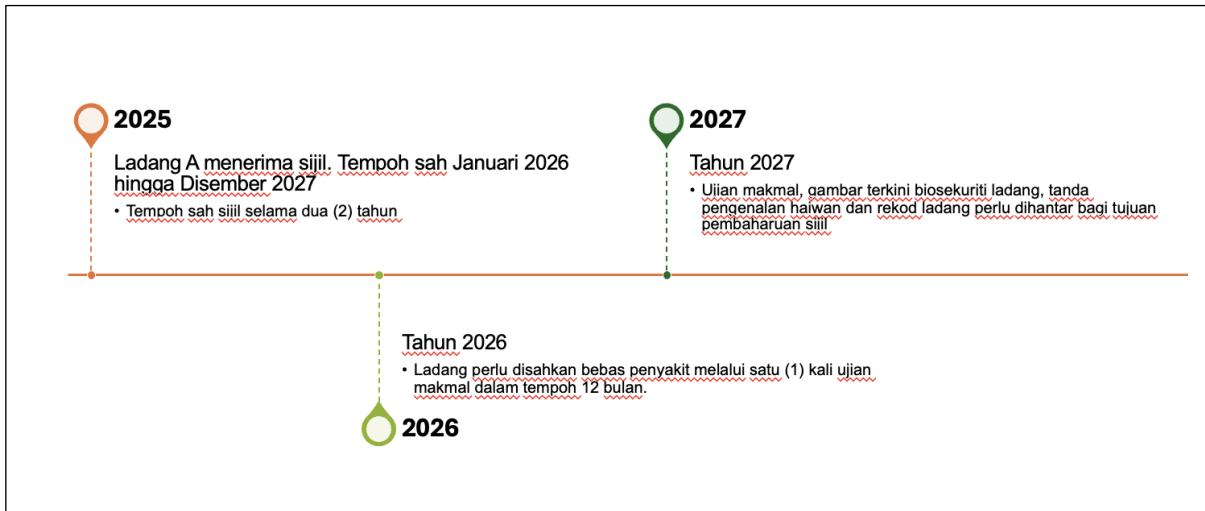 2025
Ladang A menerima sijil. Tempoh sah Januari 2026
hingga Disember 2027
• Tempoh sah sijil selama dua (2) tahun
2027
Tahun 2027
• Ujian makmal, gambar terkini biosekuriti ladang, tanda
pengenalan haiwan dan rekod ladang perlu dihantar bagi tujuan
pembaharuan sijil
Tahun 2026
• Ladang perlu disahkan bebas penyakit melalui satu (1) kali ujian
makmal dalam tempoh 12 bulan.
2026